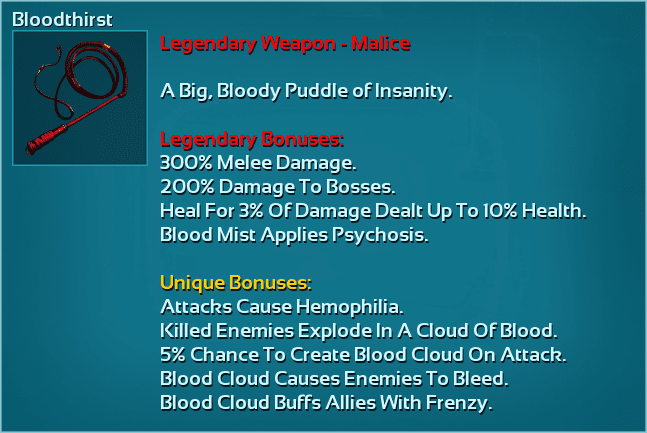 Bloodthirst
Legendary Weapon - Malice
A Big, Bloody Puddle of Insanity.
Legendary Bonuses:
300% Melee Damage.
200% Damage To Bosses.
Heal For 3% Of Damage Dealt Up To 10% Health.
Blood Mist Applies Psychosis.
Unique Bonuses:
Attacks Cause Hemophilia.
Killed Enemies Explode In A Cloud Of Blood.
5% Chance To Create Blood Cloud On Attack.
Blood Cloud Causes Enemies To Bleed.
Blood Cloud Buffs Allies With Frenzy.